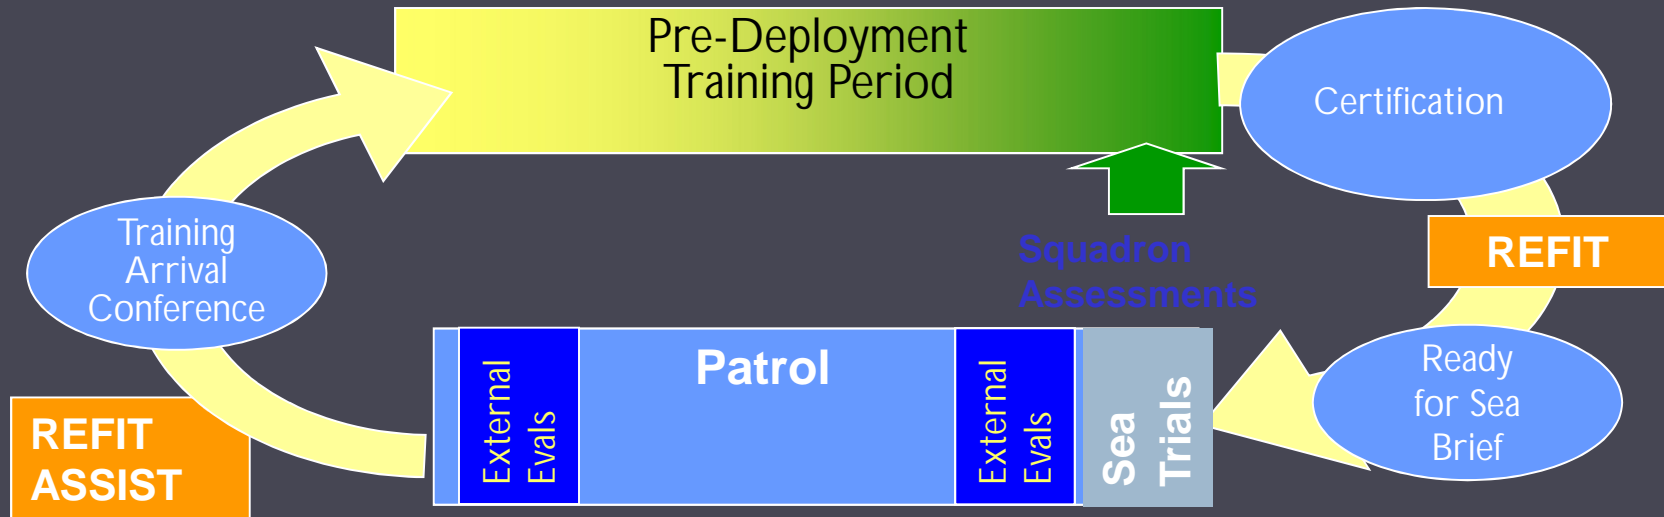 Pre-Deployment
Training Period
Certification
Training
Arrival
Conference
Squadron
Assessments
REFIT
External
Evals
Patrol
External
Evals
Sea
Trials
Ready
for Sea
Brief
REFIT
ASSIST